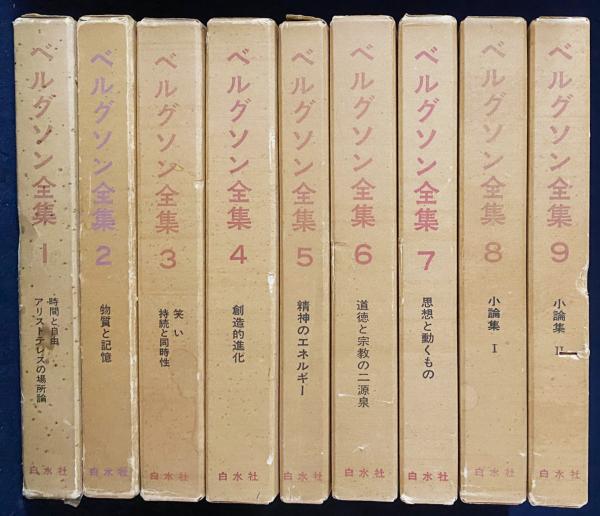 ベルグソン全集
1
時間と自由
アリストテレスの場所論
白水社
ベルグソン全集
2
物質と記憶
白水社
ベルグソン全集
3
笑い
持続と同時性
白水社
ベルグソン全集
4
創造的進化
白水社
ベルグソン全集
5
精神のエネルギー
白水社
ベルグソン全集
6
道徳と宗教の二源泉
白水社
ベルグソン全集
7
思想と動くもの
白水社
ベルグソン全集
8
小論集 I
白水社
ベルグソン全集
9
小論集 II
白水社